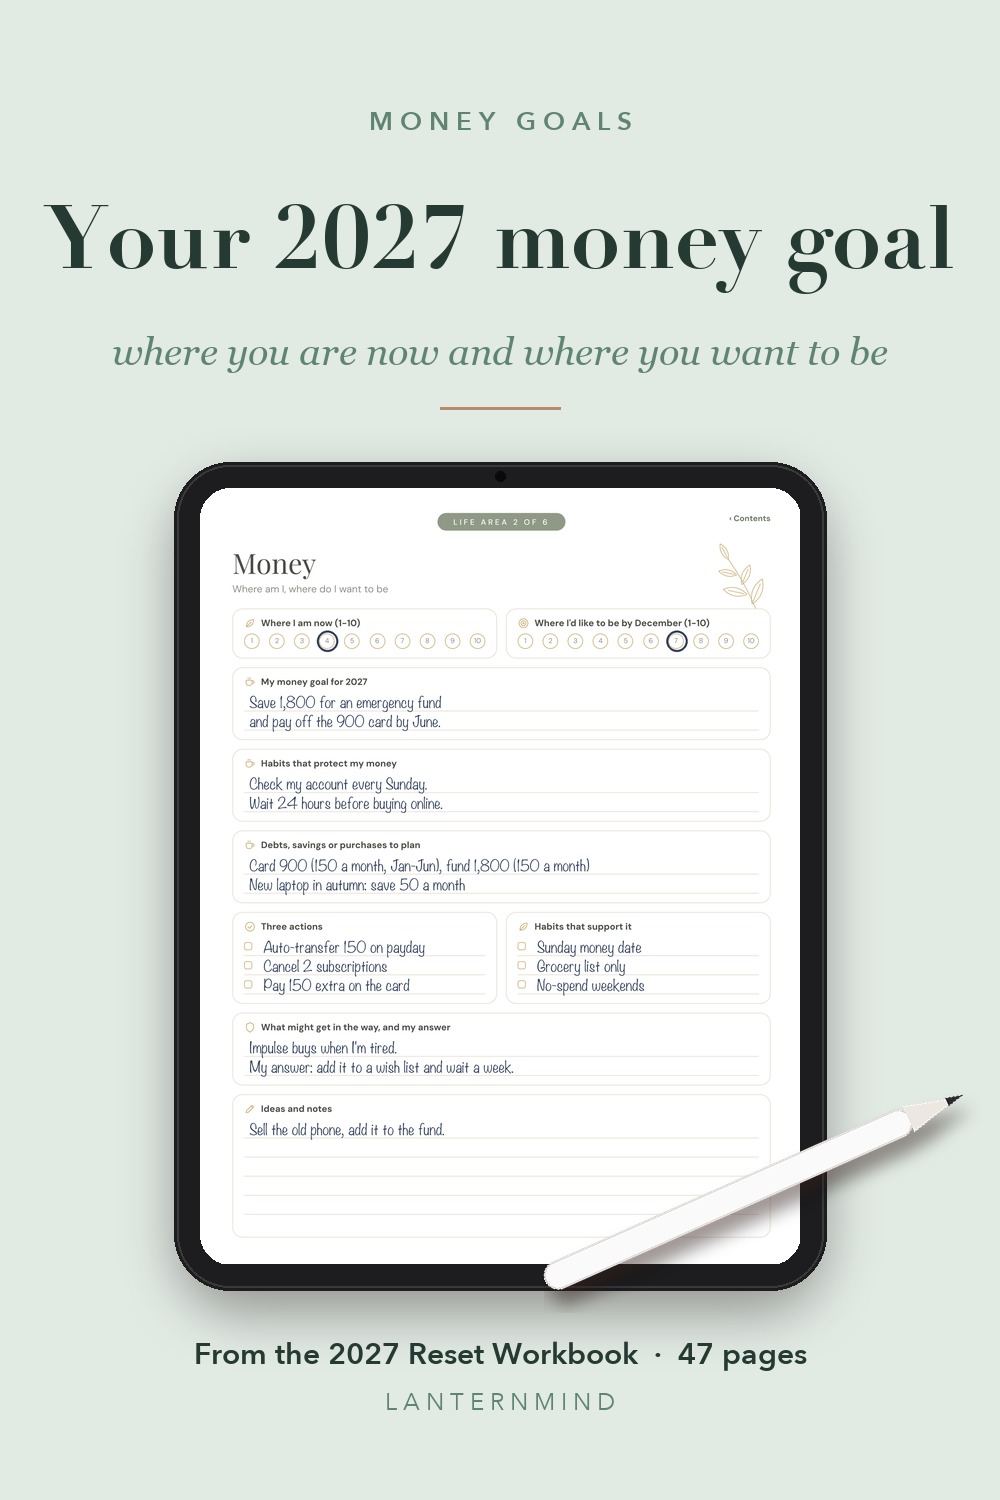 MONEY GOALS
Your 2027 money goal
where you are now and where you want to be
LIFE AREA 2 OF 6
‹ Contents
Money
Where am I, where do I want to be
Where I am now (1-10)
1 2 3 4 5 6 7 8 9 10
Where I'd like to be by December (1-10)
1 2 3 4 5 6 7 8 9 10
My money goal for 2027
Save 1,800 for an emergency fund
and pay off the 900 card by June.
Habits that protect my money
Check my account every Sunday.
Wait 24 hours before buying online.
Debts, savings or purchases to plan
Card 900 (150 a month, Jan-Jun), fund 1,800 (150 a month)
New laptop in autumn: save 50 a month
Three actions
Auto-transfer 150 on payday
Cancel 2 subscriptions
Pay 150 extra on the card
Habits that support it
Sunday money date
Grocery list only
No-spend weekends
What might get in the way, and my answer
Impulse buys when I'm tired.
My answer: add it to a wish list and wait a week.
Ideas and notes
Sell the old phone, add it to the fund.
From the 2027 Reset Workbook · 47 pages
LANTERNMIND